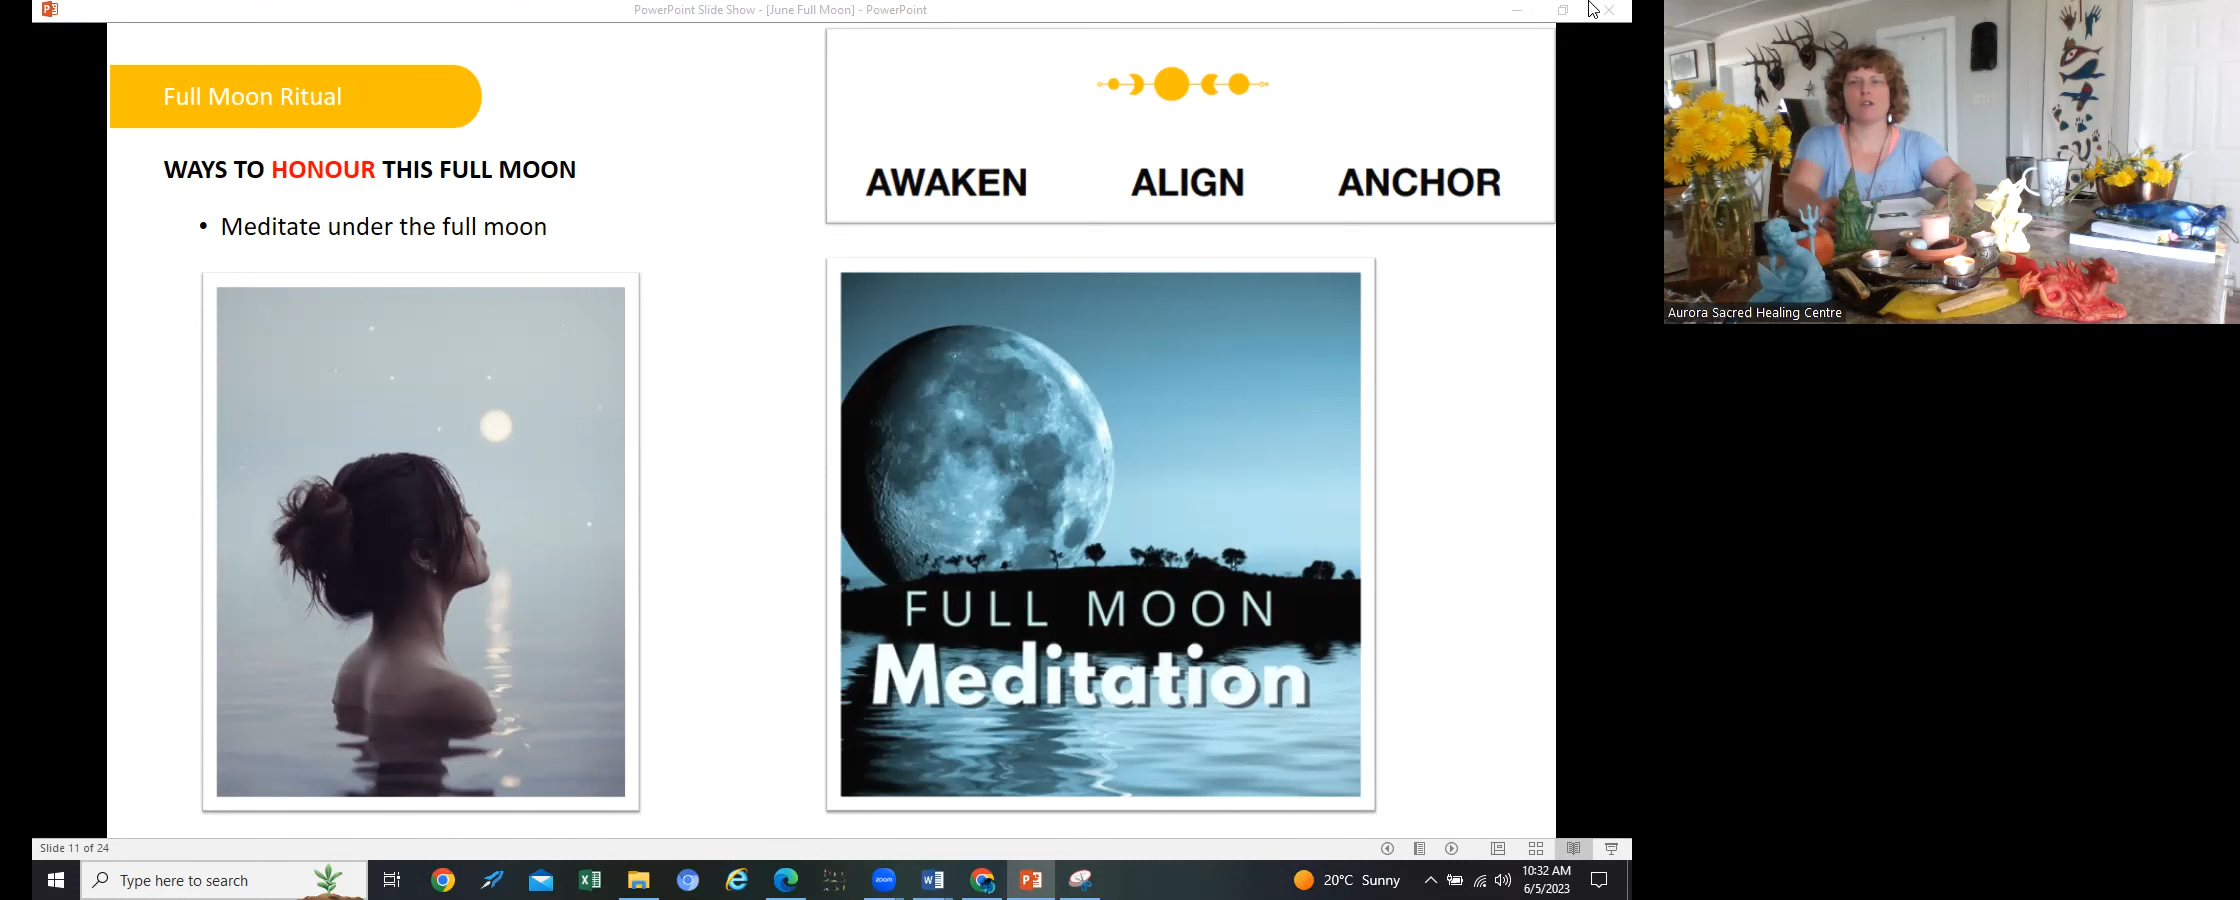 PowerPoint Slide Show - [June Full Moon] - PowerPoint
Full Moon Ritual
WAYS TO HONOUR THIS FULL MOON
• Meditate under the full moon
AWAKEN ALIGN ANCHOR
FULL MOON
Meditation
Aurora Sacred Healing Centre
Slide 11 of 24
Type here to search
zoom
20°C Sunny
10:32 AM
6/5/2023